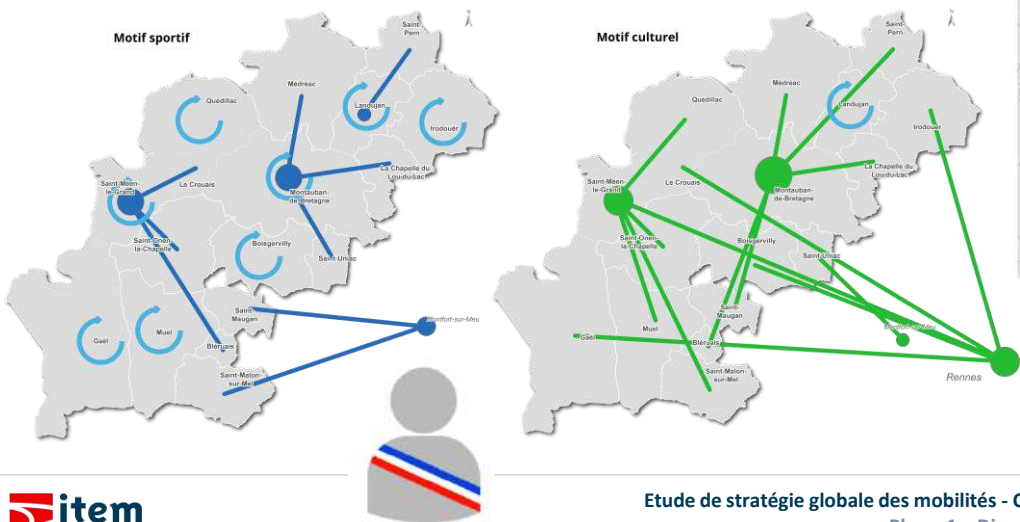 Motif sportif
N
Saint-
Pern
Médréac
Quédillac
Landujan
Irodouër
La Chapelle du
Lou-du-lac
Saint-Méen-
le-Grand
Le Crouais
Montauban-
de-Bretagne
Saint-Onen-
la-Chapelle
Boisgervilly
Saint-Uniac
Saint-
Maugan
Montfort-sur-Meu
Gaël
Muel
Bléruais
Saint-Malon-
sur-Mel
Motif culturel
N
Saint-
Pern
Médréac
Quédillac
Landujan
Irodouër
La Chapelle du
Lou-du-lac
Saint-Méen-
le-Grand
Le Crouais
Montauban-
de-Bretagne
Saint-Onen-
la-Chapelle
Boisgervilly
Saint-Uniac
Saint-
Maugan
Montfort-sur-Meu
Gaël
Muel
Bléruais
Saint-Malon-
sur-Mel
Rennes
item
Etude de stratégie globale des mobilités - C